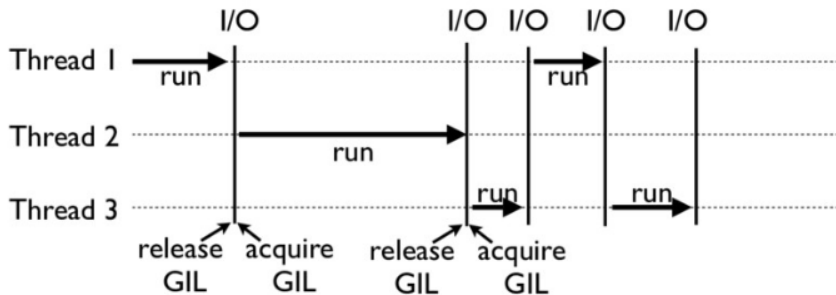 I/O I/O I/O I/O I/O
Thread 1
run run
Thread 2
run
Thread 3
run run
release acquire release acquire
GIL GIL GIL GIL